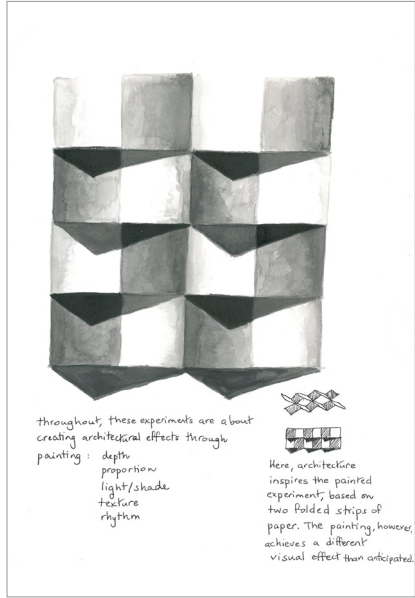 throughout, these experiments are about
creating architectural effects through
painting : depth
proportion
light/shade
texture
rhythm
Here, architecture
inspires the painted
experiment, based on
two folded strips of
paper. The painting, however,
achieves a different
visual effect than anticipated.